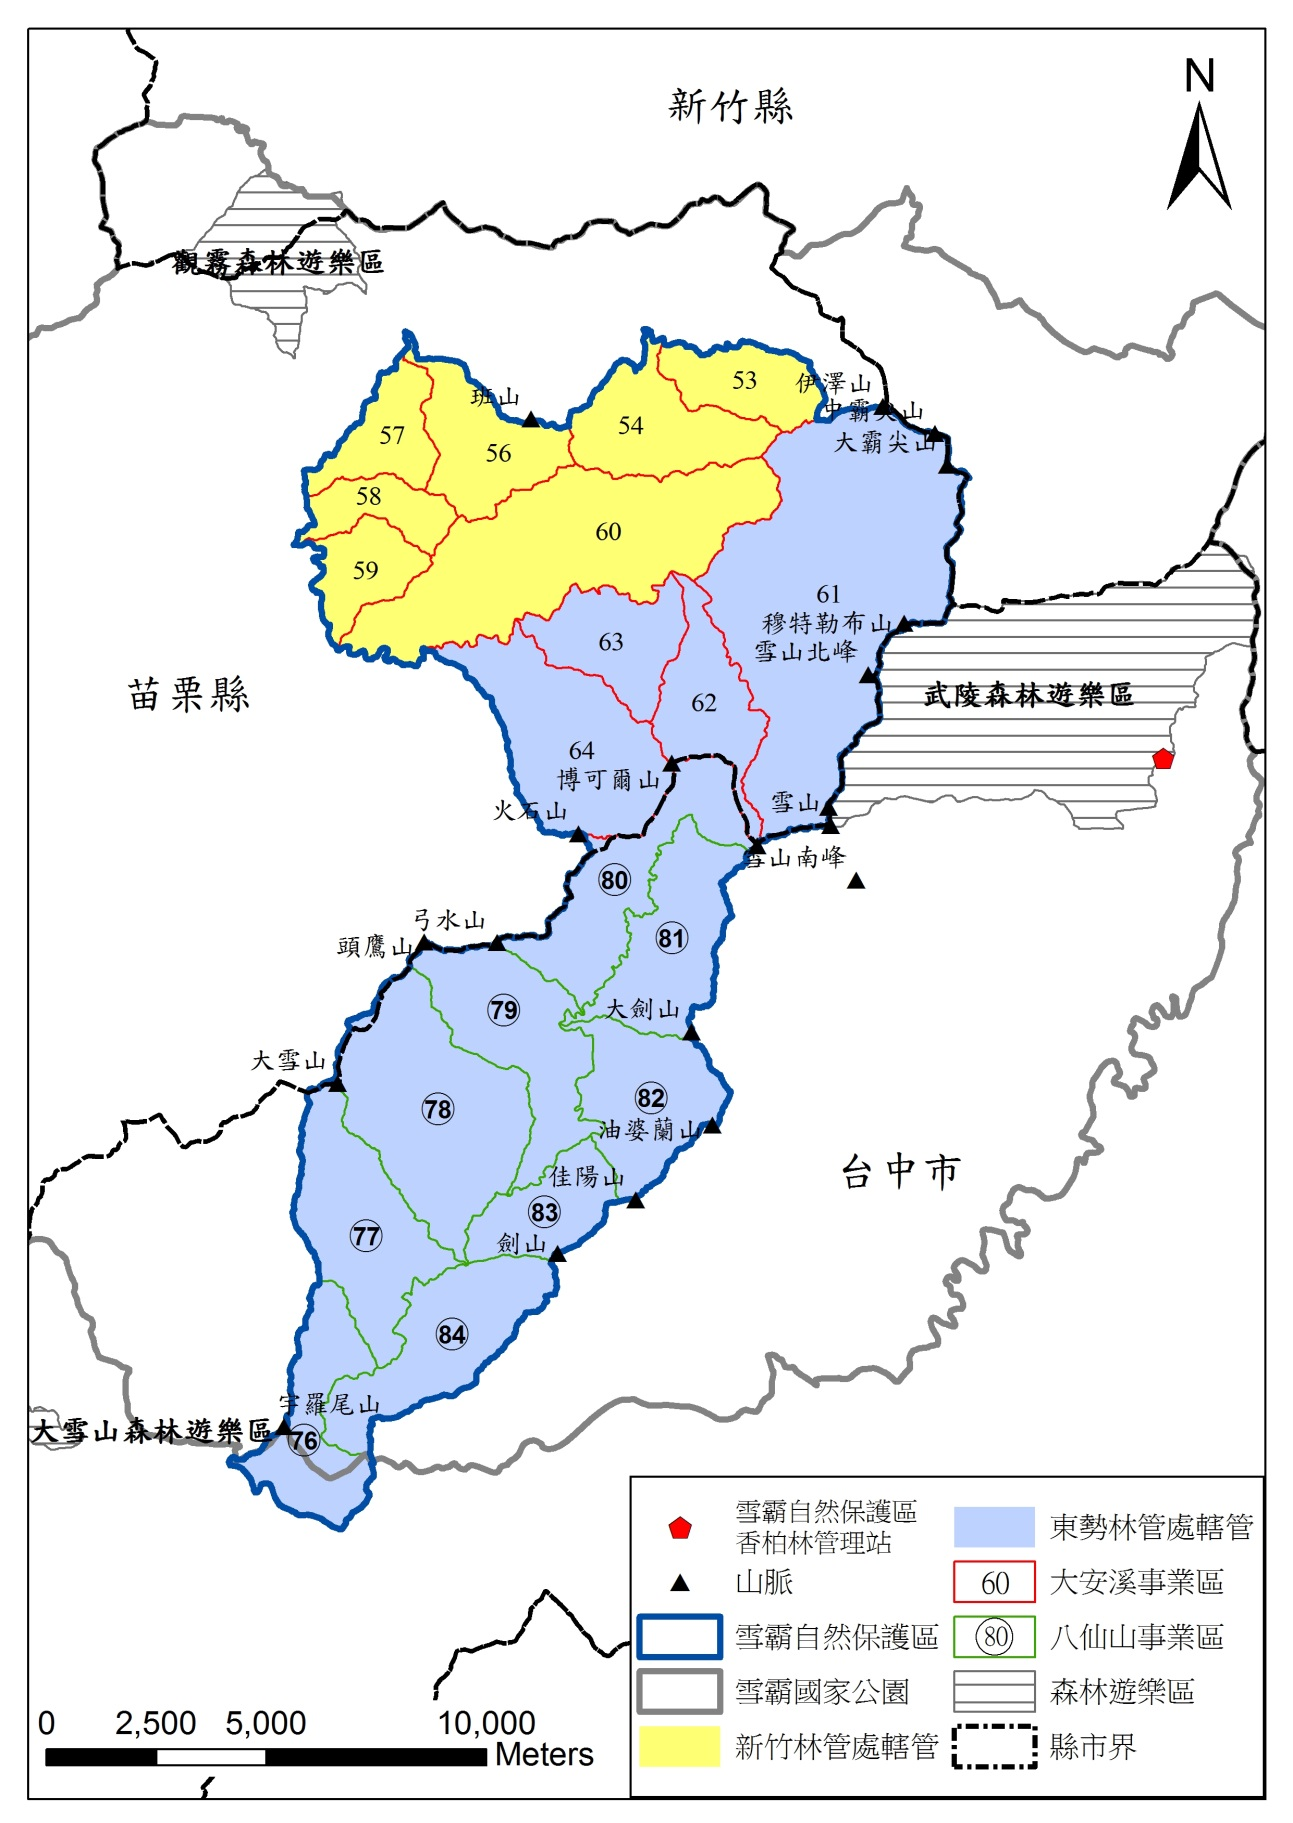 N
新竹縣
觀霧森林遊樂區
53
伊澤山
班山
中霸尖山
54
57
大霸尖山
56
58
60
59
61
穆特勒布山
63
雪山北峰
苗栗縣
武陵森林遊樂區
62
64
博可爾山
火石山
雪山
雪山南峰
80
弓水山
81
頭鷹山
79
大劍山
大雪山
82
78
油婆蘭山
台中市
佳陽山
83
77
劍山
84
宇羅尾山
大雪山森林遊樂區
76
雪霸自然保護區
香柏林管理站
山脈
雪霸自然保護區
雪霸國家公園
新竹林管處轄管
東勢林管處轄管
60 大安溪事業區
80 八仙山事業區
森林遊樂區
縣市界
0 2,500 5,000 10,000
Meters